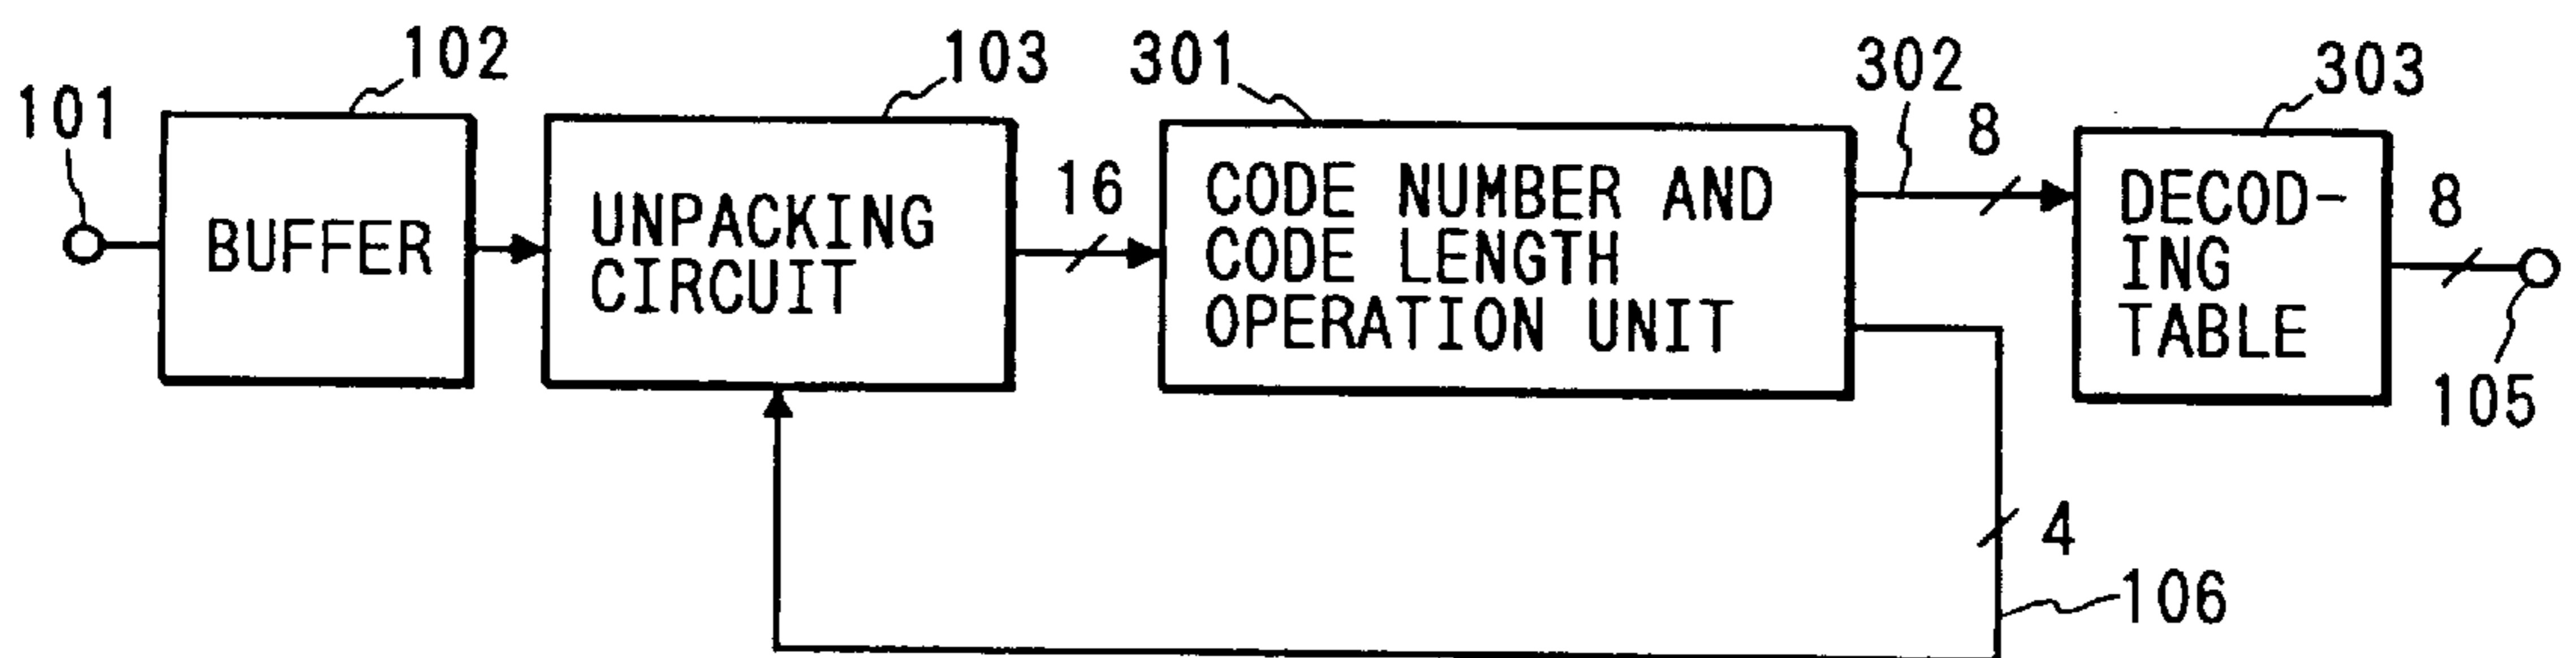 101
102
BUFFER
103
UNPACKING
CIRCUIT
16
301
CODE NUMBER AND
CODE LENGTH
OPERATION UNIT
302
8
303
DECOD-
ING
TABLE
8
105
4
106